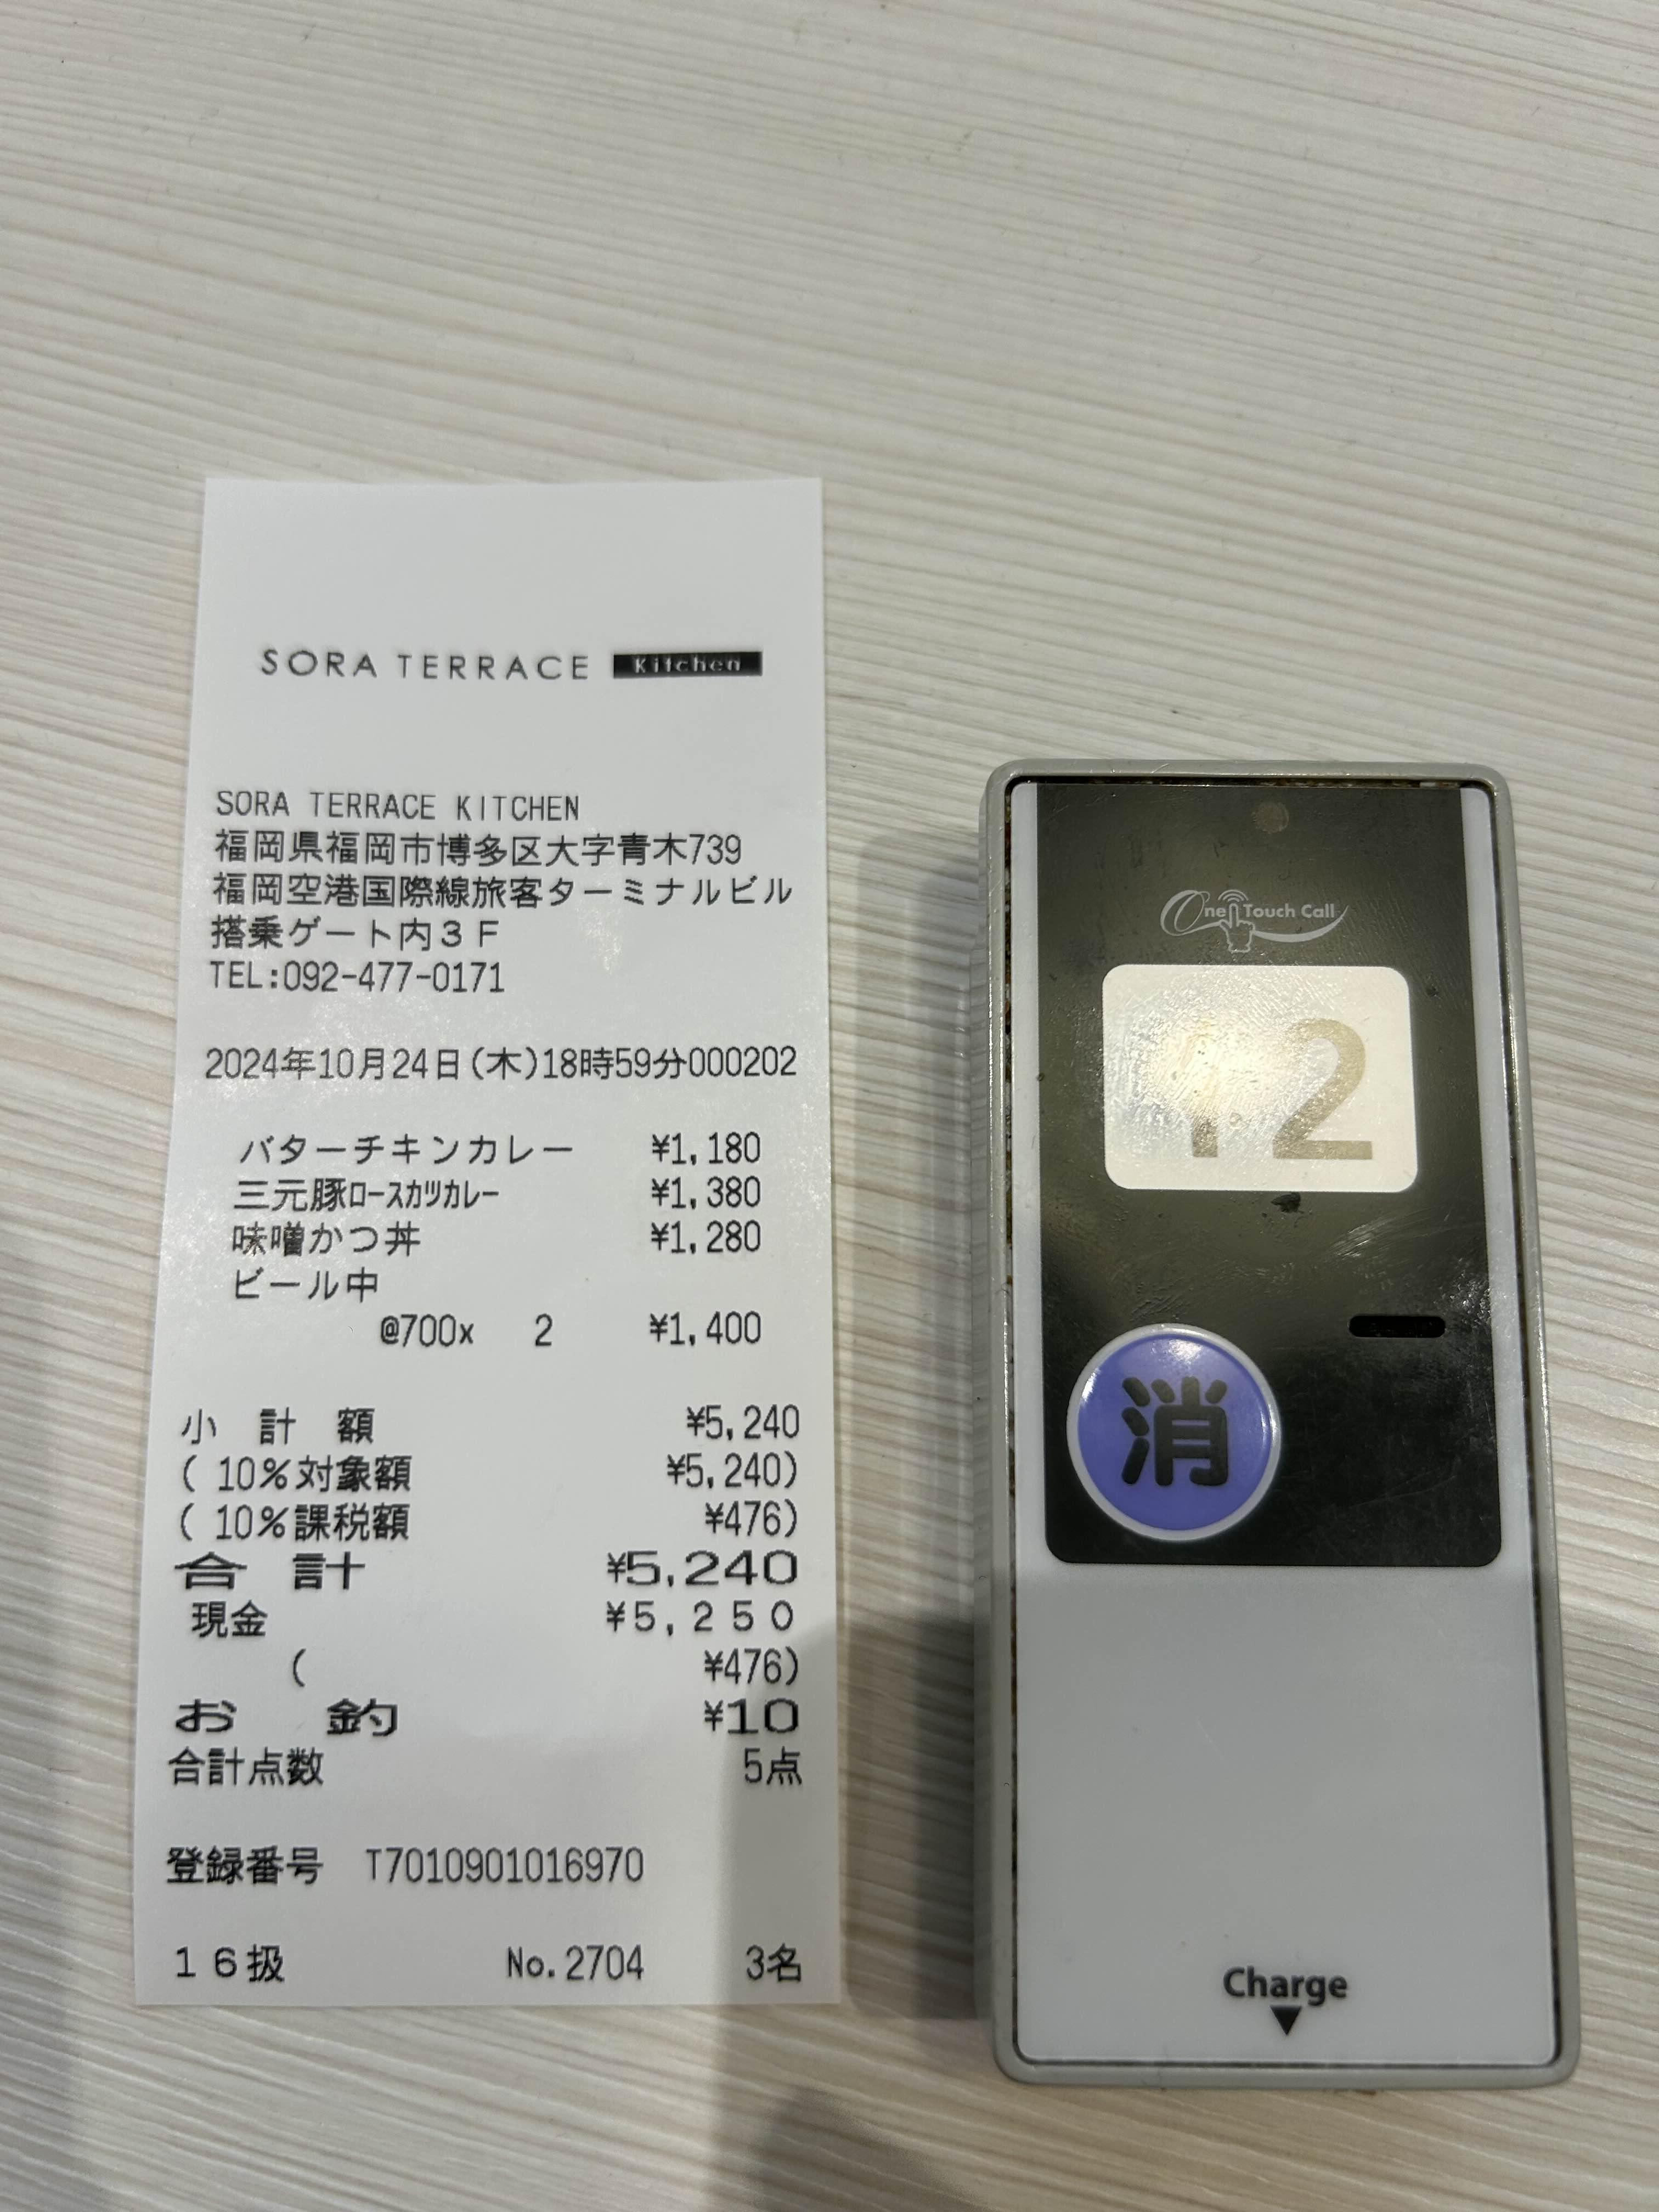 SORA TERRACE Kitchen
SORA TERRACE KITCHEN
福岡県福岡市博多区大字青木739
福岡空港国際線旅客ターミナルビル
搭乗ゲート内３Ｆ
TEL:092-477-0171
2024年10月24日(木)18時59分000202
バターチキンカレー ¥1,180
三元豚ﾛｰｽｶﾂｶﾚｰ ¥1,380
味噌かつ丼 ¥1,280
ビール中
@700x 2 ¥1,400
小 計 額 ¥5,240
( 10%対象額 ¥5,240)
( 10%課税額 ¥476)
合 計 ¥5,240
現金 ¥５,２５０
( ¥476)
お 釣 ¥10
合計点数 5点
登録番号 T7010901016970
１６扱 No.2704 3名
One Touch Call
12
消
Charge